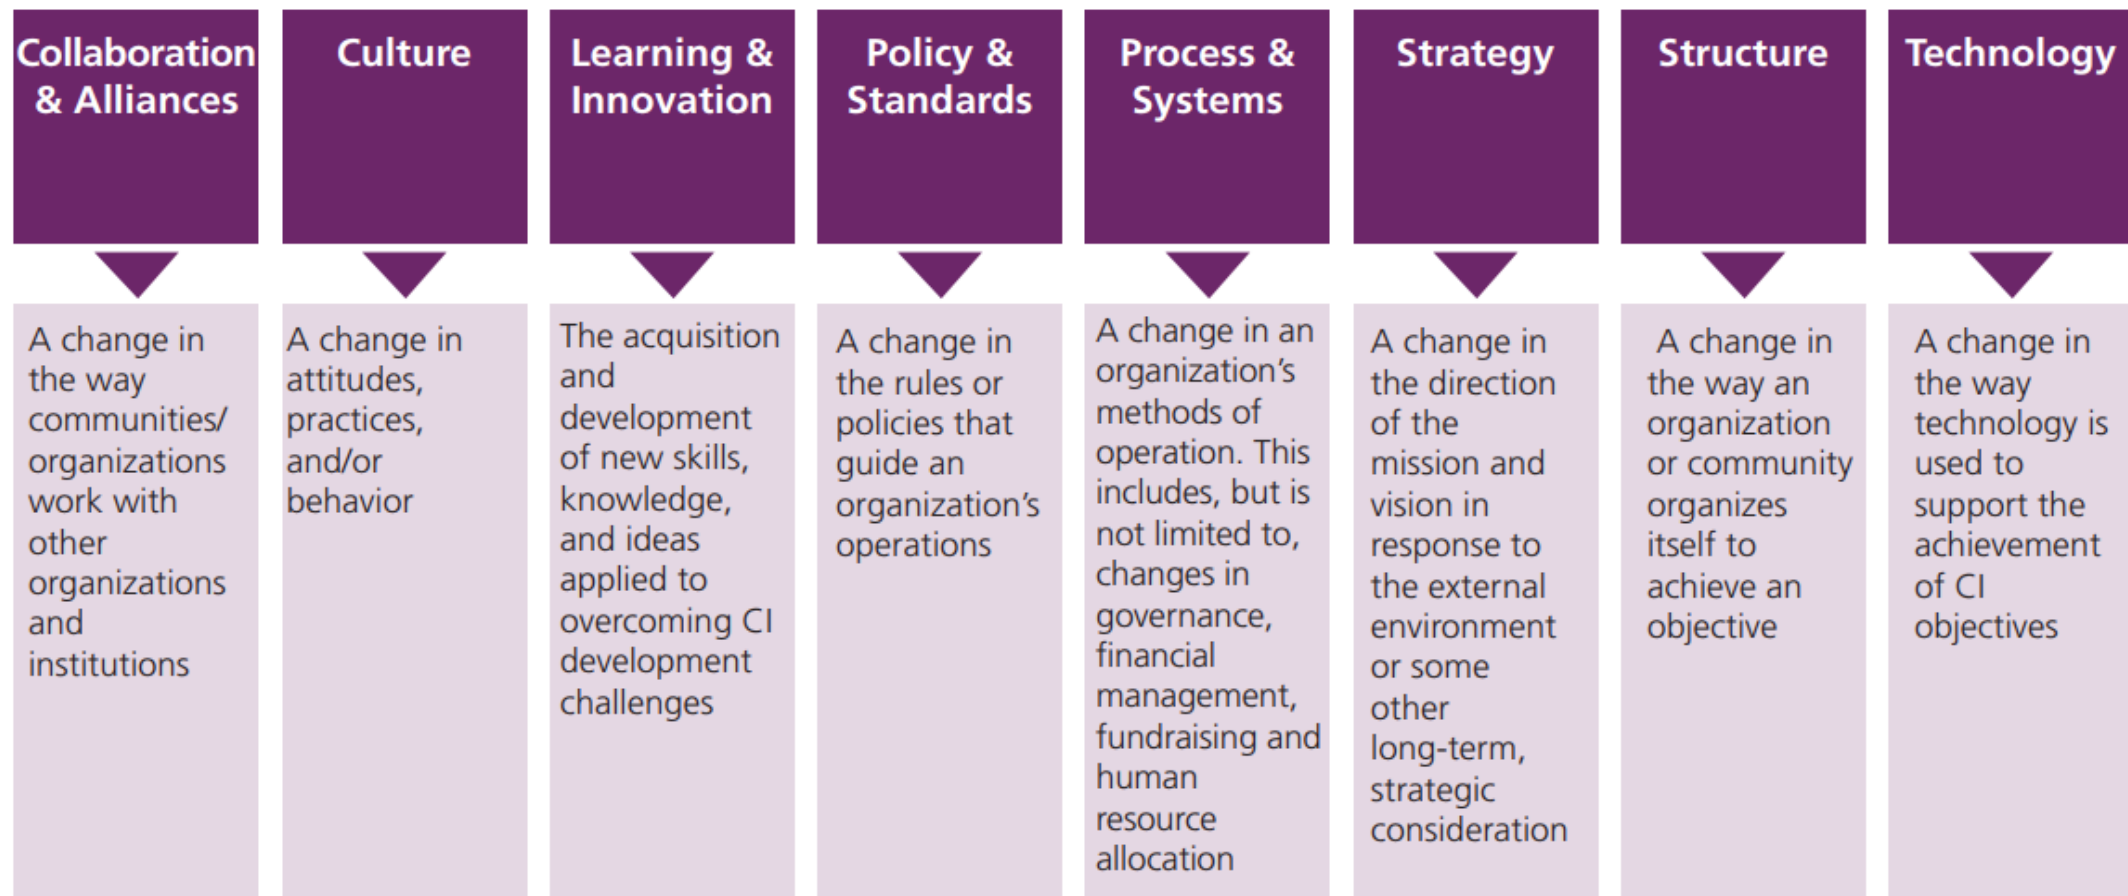 Collaboration
& Alliances
Culture
Learning &
Innovation
Policy &
Standards
Process &
Systems
Strategy
Structure
Technology
A change in
the way
communities/
organizations
work with
other
organizations
and
institutions
A change in
attitudes,
practices,
and/or
behavior
The acquisition
and
development
of new skills,
knowledge,
and ideas
applied to
overcoming CI
development
challenges
A change in
the rules or
policies that
guide an
organization's
operations
A change in an
organization's
methods of
operation. This
includes, but is
not limited to,
changes in
governance,
financial
management,
fundraising and
human
resource
allocation
A change in
the direction
of the
mission and
vision in
response to
the external
environment
or some
other
long-term,
strategic
consideration
A change in
the way an
organization
or community
organizes
itself to
achieve an
objective
A change in
the way
technology is
used to
support the
achievement
of CI
objectives